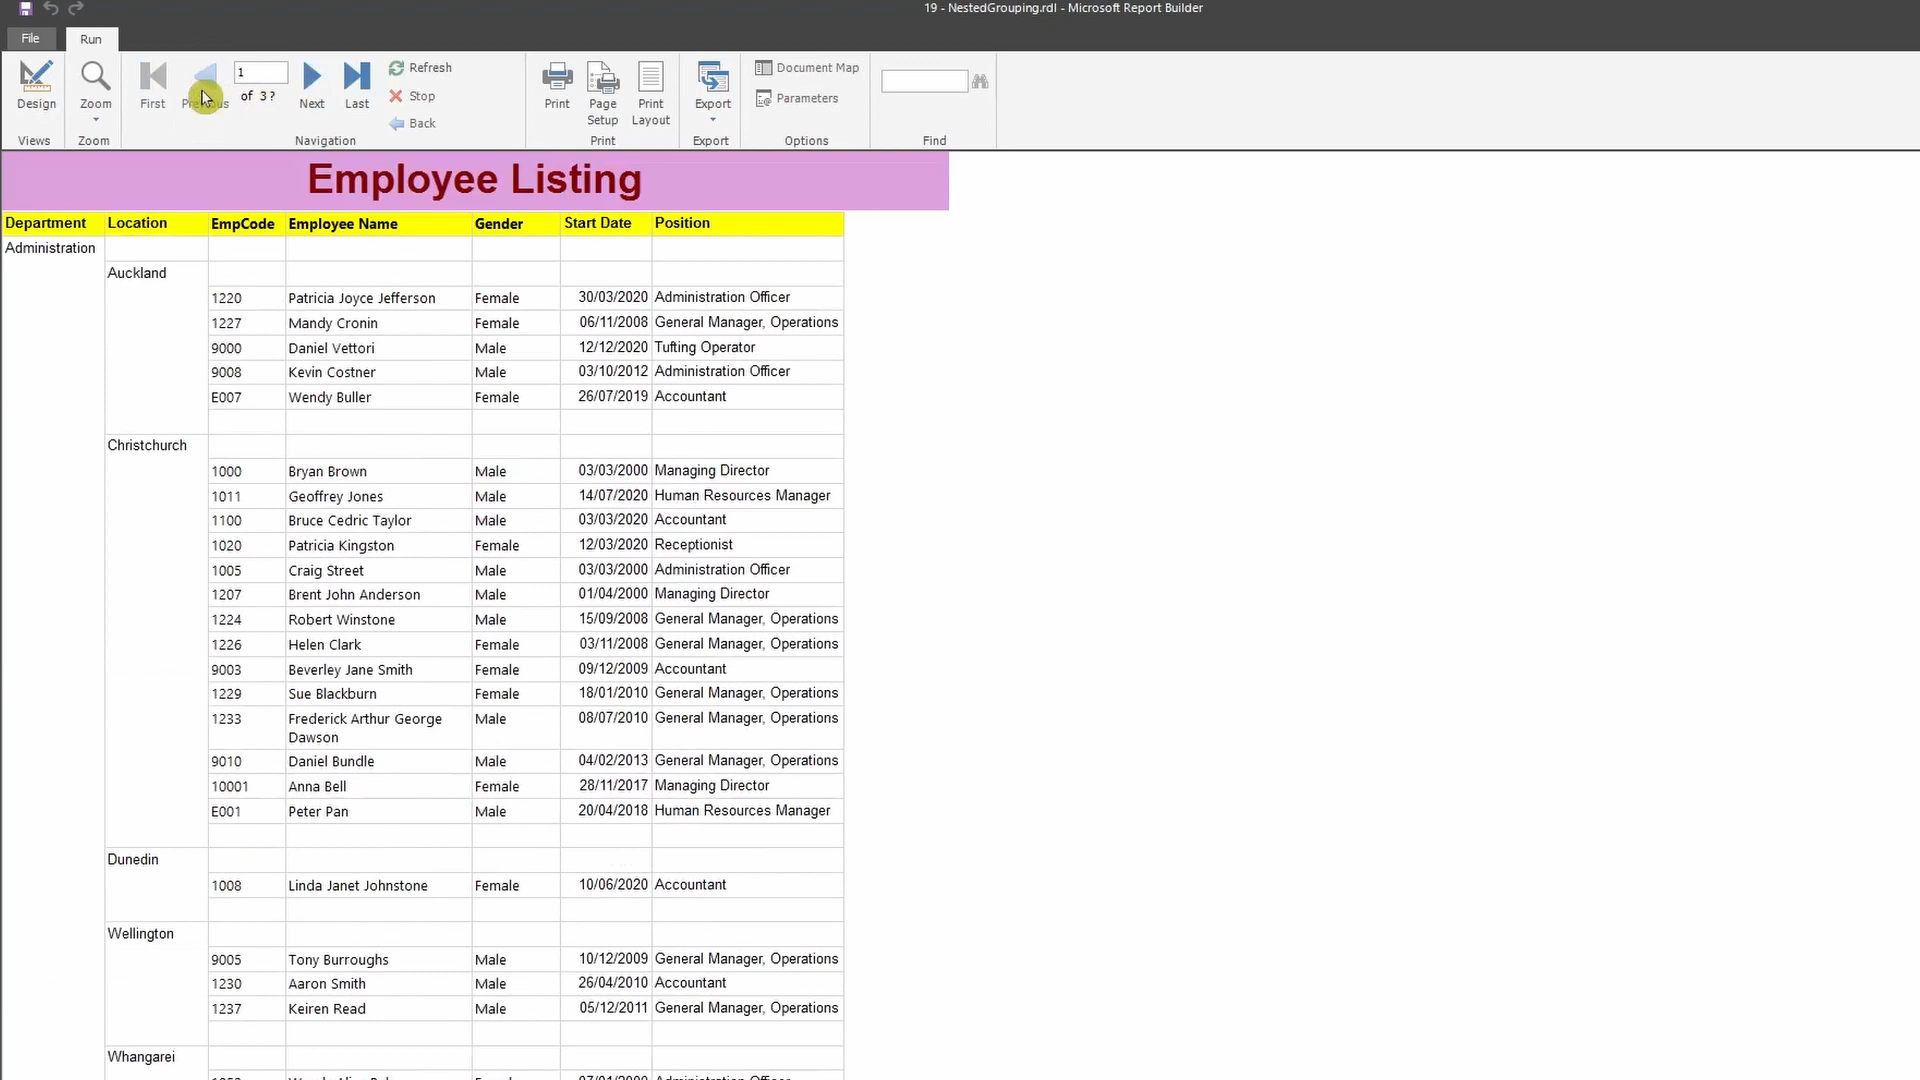 19 - NestedGrouping.rdl - Microsoft Report Builder
File Run
Design
Zoom
First
1
of 3?
Next
Last
Refresh
Stop
Back
Print
Page Setup
Print Layout
Export
Document Map
Parameters
Views
Zoom
Navigation
Print
Export
Options
Find
Employee Listing
Department Location EmpCode Employee Name Gender Start Date Position
Administration
Auckland
1220 Patricia Joyce Jefferson Female 30/03/2020 Administration Officer
1227 Mandy Cronin Female 06/11/2008 General Manager, Operations
9000 Daniel Vettori Male 12/12/2020 Tufting Operator
9008 Kevin Costner Male 03/10/2012 Administration Officer
E007 Wendy Buller Female 26/07/2019 Accountant
Christchurch
1000 Bryan Brown Male 03/03/2000 Managing Director
1011 Geoffrey Jones Male 14/07/2020 Human Resources Manager
1100 Bruce Cedric Taylor Male 03/03/2020 Accountant
1020 Patricia Kingston Female 12/03/2020 Receptionist
1005 Craig Street Male 03/03/2000 Administration Officer
1207 Brent John Anderson Male 01/04/2000 Managing Director
1224 Robert Winstone Male 15/09/2008 General Manager, Operations
1226 Helen Clark Female 03/11/2008 General Manager, Operations
9003 Beverley Jane Smith Female 09/12/2009 Accountant
1229 Sue Blackburn Female 18/01/2010 General Manager, Operations
1233 Frederick Arthur George Male 08/07/2010 General Manager, Operations
Dawson
9010 Daniel Bundle Male 04/02/2013 General Manager, Operations
10001 Anna Bell Female 28/11/2017 Managing Director
E001 Peter Pan Male 20/04/2018 Human Resources Manager
Dunedin
1008 Linda Janet Johnstone Female 10/06/2020 Accountant
Wellington
9005 Tony Burroughs Male 10/12/2009 General Manager, Operations
1230 Aaron Smith Male 26/04/2010 Accountant
1237 Keiren Read Male 05/12/2011 General Manager, Operations
Whangarei